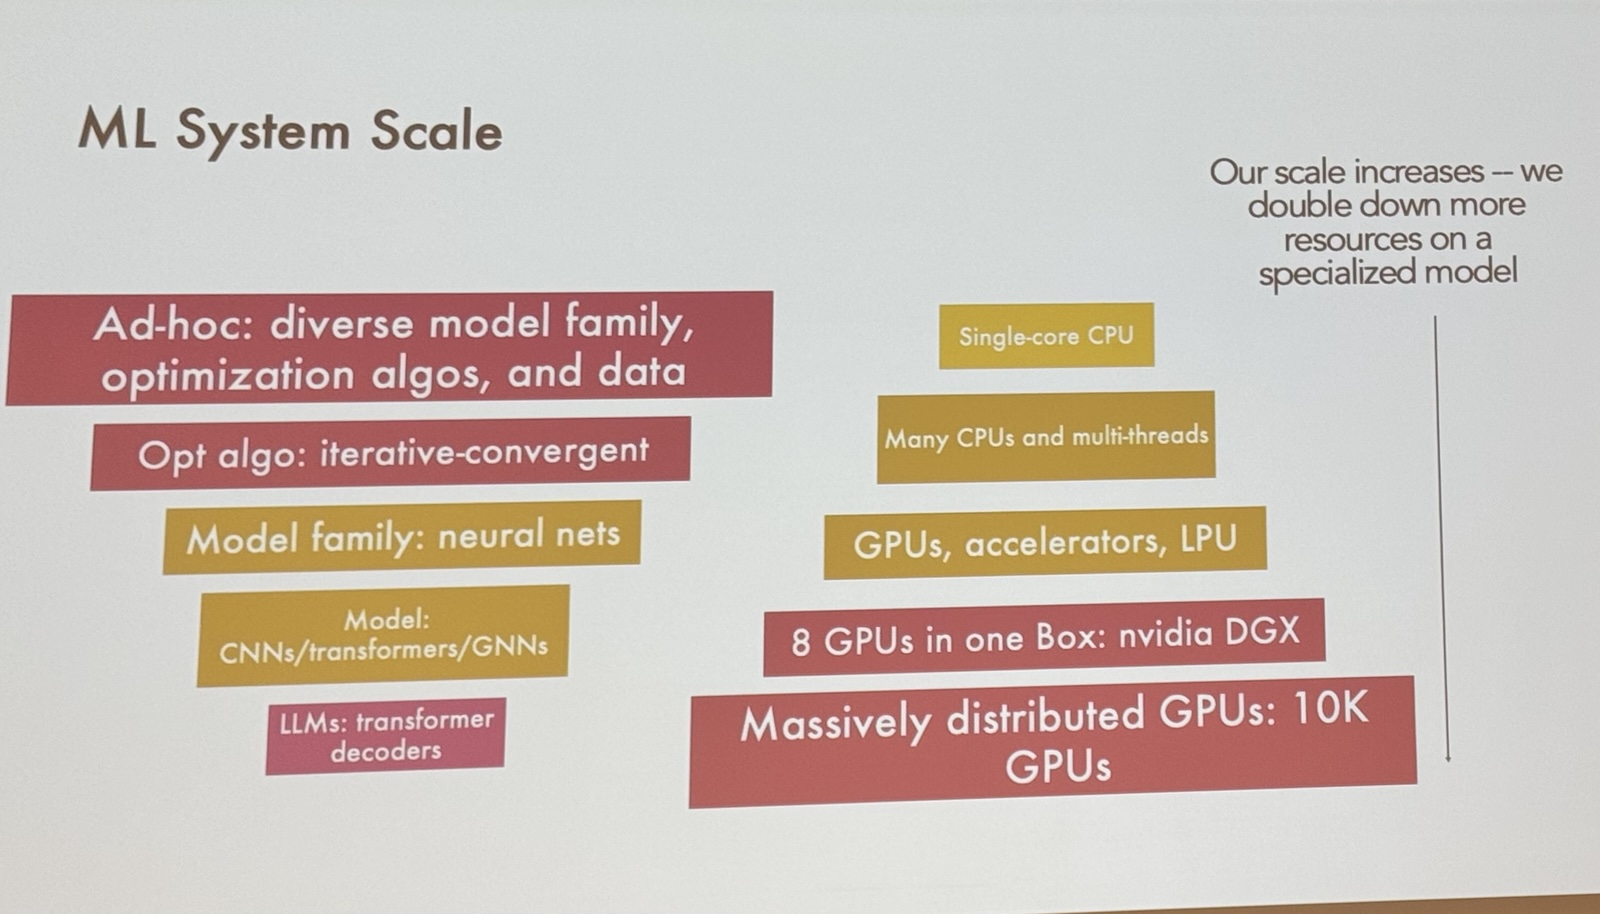 ML System Scale
Our scale increases -- we
double down more
resources on a
specialized model
Ad-hoc: diverse model family,
optimization algos, and data
Opt algo: iterative-convergent
Model family: neural nets
Model:
CNNs/transformers/GNNs
LLMs: transformer
decoders
Single-core CPU
Many CPUs and multi-threads
GPUs, accelerators, LPU
8 GPUs in one Box: nvidia DGX
Massively distributed GPUs: 10K
GPUs